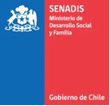 SENADIS
Ministerio de
Desarrollo Social
y Familia
Gobierno de Chile